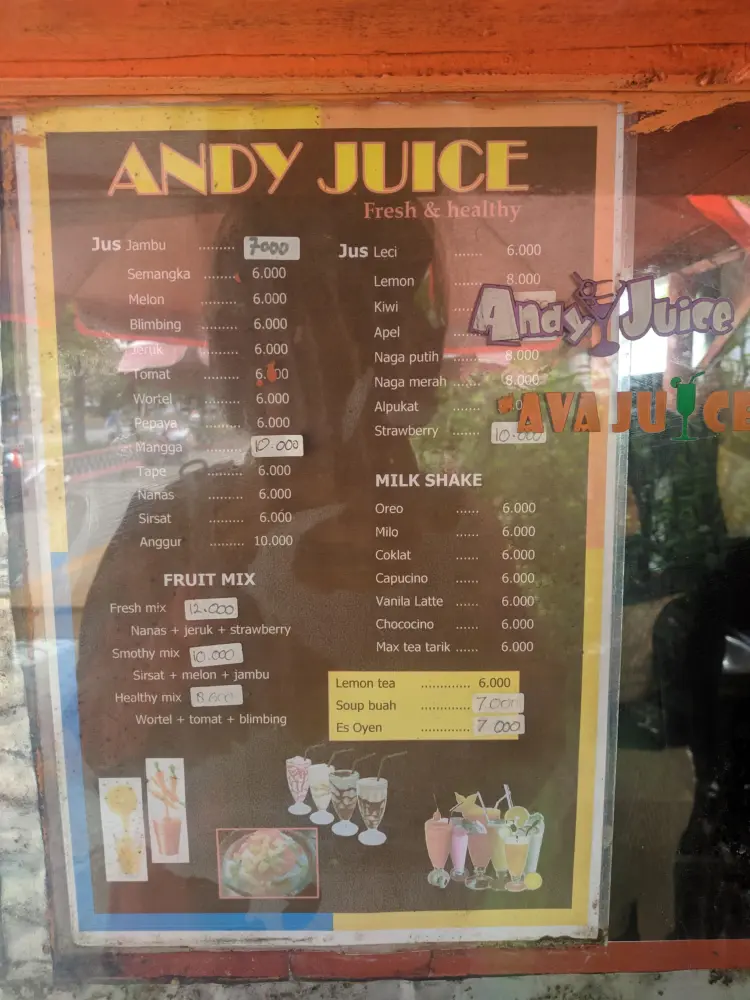 ANDY JUICE
Fresh & healthy
Jus Jambu ......... 7000
Semangka ......... 6.000
Melon ......... 6.000
Blimbing ......... 6.000
Jeruk ......... 6.000
Tomat .........
Wortel ......... 6.000
Pepaya ......... 6.000
Mangga ......... 10.000
Tape ......... 6.000
Nanas ......... 6.000
Sirsat ......... 6.000
Anggur ......... 10.000
FRUIT MIX
Fresh mix 12.000
Nanas + jeruk + strawberry
Smothy mix 10.000
Sirsat + melon + jambu
Healthy mix
Wortel + tomat + blimbing
Jus Leci ....... 6.000
Lemon ....... 8.000
Kiwi
Apel
Naga putih ....... 8.000
Naga merah ....... 8.000
Alpukat .......
Strawberry ....... 10.000
MILK SHAKE
Oreo ...... 6.000
Milo ...... 6.000
Coklat ...... 6.000
Capucino ...... 6.000
Vanila Latte ...... 6.000
Chococino ...... 6.000
Max tea tarik ...... 6.000
Lemon tea ............. 6.000
Soup buah ............. 7.000
Es Oyen ............. 7.000
Andy Juice
AVA JUICE